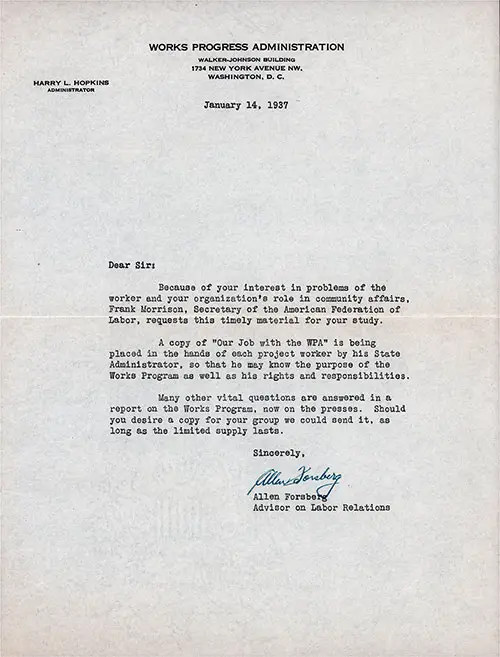 WORKS PROGRESS ADMINISTRATION
WALKER-JOHNSON BUILDING
1734 NEW YORK AVENUE NW.
WASHINGTON, D. C.
HARRY L. HOPKINS
ADMINISTRATOR
January 14, 1937
Dear Sir:
Because of your interest in problems of the
worker and your organization's role in community affairs,
Frank Morrison, Secretary of the American Federation of
Labor, requests this timely material for your study.
A copy of "Our Job with the WPA" is being
placed in the hands of each project worker by his State
Administrator, so that he may know the purpose of the
Works Program as well as his rights and responsibilities.
Many other vital questions are answered in a
report on the Works Program, now on the presses. Should
you desire a copy for your group we could send it, as
long as the limited supply lasts.
Sincerely,
Allen Forsberg
Allen Forsberg
Advisor on Labor Relations